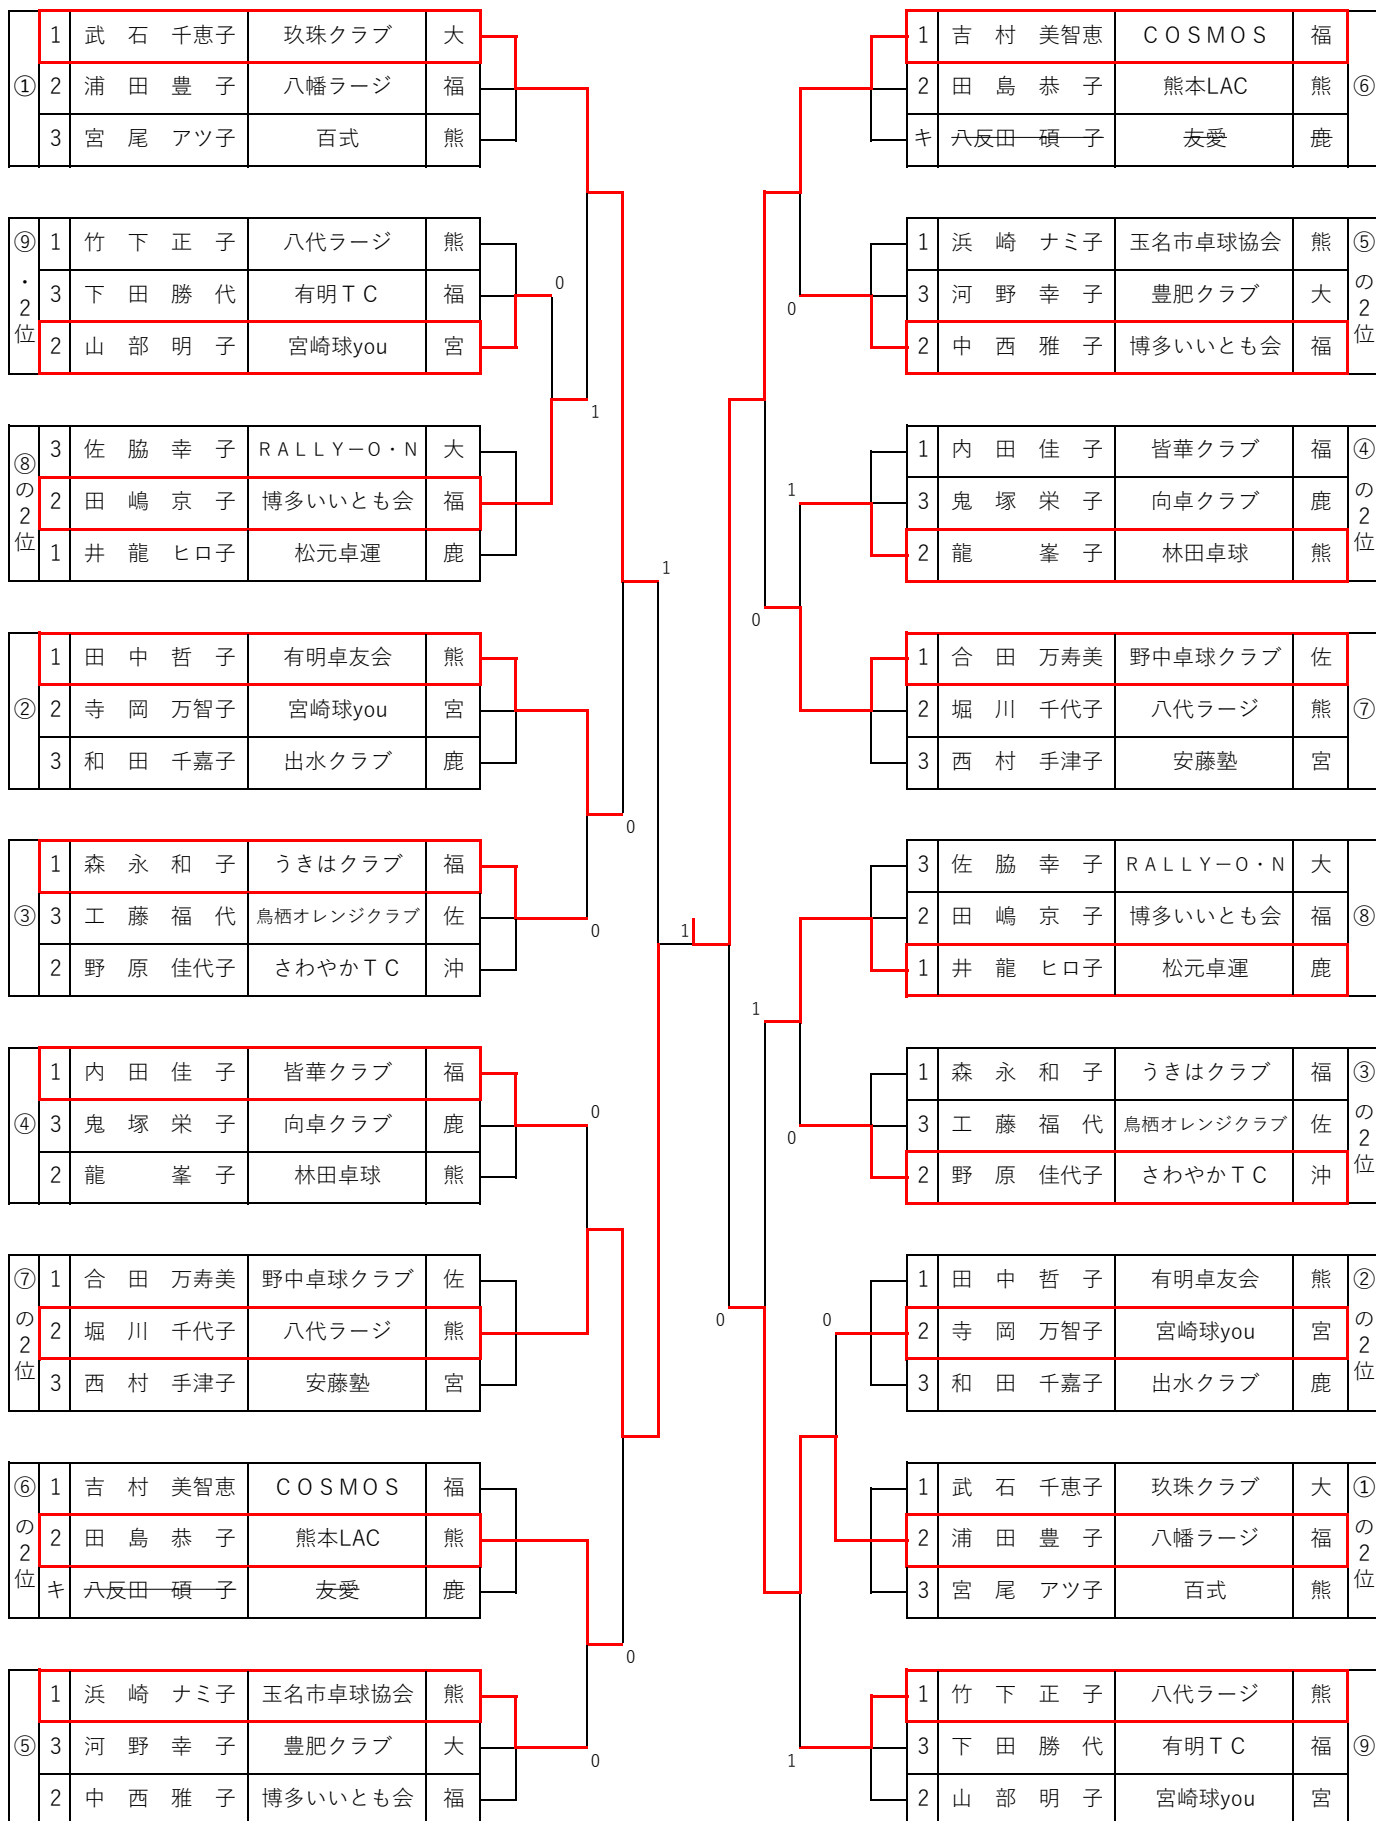 ① 1 武石千恵子 玖珠クラブ 大
2 浦田豊子 八幡ラージ 福
3 宮尾アツ子 百式 熊
⑨・2位 1 竹下正子 八代ラージ 熊
3 下田勝代 有明TC 福
2 山部明子 宮崎球you 宮
0
1
⑧の2位 3 佐脇幸子 RALLYーO・N 大
2 田嶋京子 博多いいとも会 福
1 井龍ヒロ子 松元卓運 鹿
1
② 1 田中哲子 有明卓友会 熊
2 寺岡万智子 宮崎球you 宮
3 和田千嘉子 出水クラブ 鹿
0
③ 1 森永和子 うきはクラブ 福
3 工藤福代 鳥栖オレンジクラブ 佐
2 野原佳代子 さわやかTC 沖
0
④ 1 内田佳子 皆華クラブ 福
3 鬼塚栄子 向卓クラブ 鹿
2 龍峯子 林田卓球 熊
0
⑦の2位 1 合田万寿美 野中卓球クラブ 佐
2 堀川千代子 八代ラージ 熊
3 西村手津子 安藤塾 宮
⑥の2位 1 吉村美智恵 COSMOS 福
2 田島恭子 熊本LAC 熊
キ 八反田碩子 友愛 鹿
0
⑤ 1 浜崎ナミ子 玉名市卓球協会 熊
3 河野幸子 豊肥クラブ 大
2 中西雅子 博多いいとも会 福
0
1
1 吉村美智恵 COSMOS 福 ⑥
2 田島恭子 熊本LAC 熊
キ 八反田碩子 友愛 鹿
0
1 浜崎ナミ子 玉名市卓球協会 熊 ⑤の2位
3 河野幸子 豊肥クラブ 大
2 中西雅子 博多いいとも会 福
1 内田佳子 皆華クラブ 福 ④の2位
3 鬼塚栄子 向卓クラブ 鹿
2 龍峯子 林田卓球 熊
1
0
1 合田万寿美 野中卓球クラブ 佐 ⑦
2 堀川千代子 八代ラージ 熊
3 西村手津子 安藤塾 宮
3 佐脇幸子 RALLYーO・N 大 ⑧
2 田嶋京子 博多いいとも会 福
1 井龍ヒロ子 松元卓運 鹿
1
0
1 森永和子 うきはクラブ 福 ③の2位
3 工藤福代 鳥栖オレンジクラブ 佐
2 野原佳代子 さわやかTC 沖
0
0
1 田中哲子 有明卓友会 熊 ②の2位
2 寺岡万智子 宮崎球you 宮
3 和田千嘉子 出水クラブ 鹿
1 武石千恵子 玖珠クラブ 大 ①の2位
2 浦田豊子 八幡ラージ 福
3 宮尾アツ子 百式 熊
1
1 竹下正子 八代ラージ 熊 ⑨
3 下田勝代 有明TC 福
2 山部明子 宮崎球you 宮